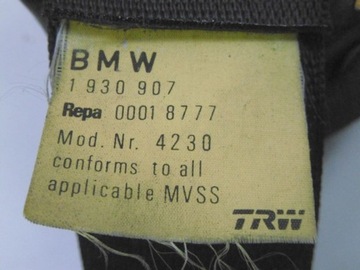 BMW
1 930 907
Repa 0001 8777
Mod. Nr. 4230
conforms to all
applicable MVSS
TRW